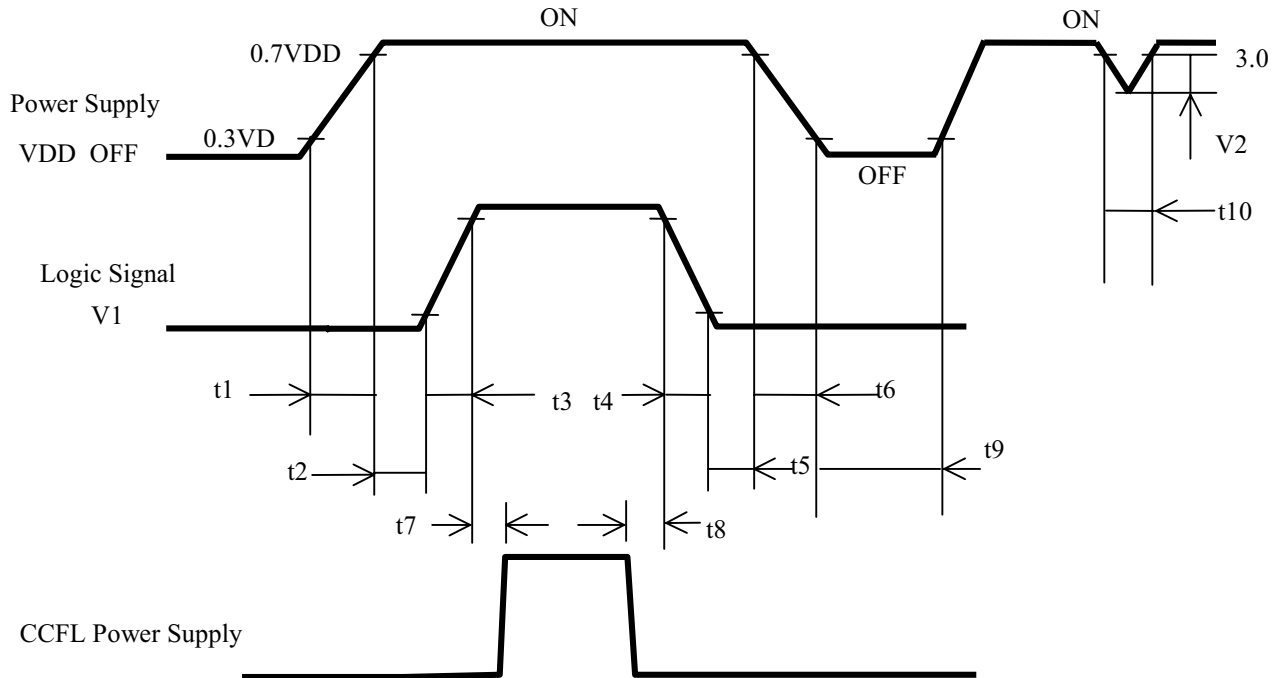 ON
ON
0.7VDD
3.0
Power Supply
0.3VD
VDD OFF
V2
OFF
t10
Logic Signal
V1
t1
t3
t4
t6
t2
t5
t9
t7
t8
CCFL Power Supply